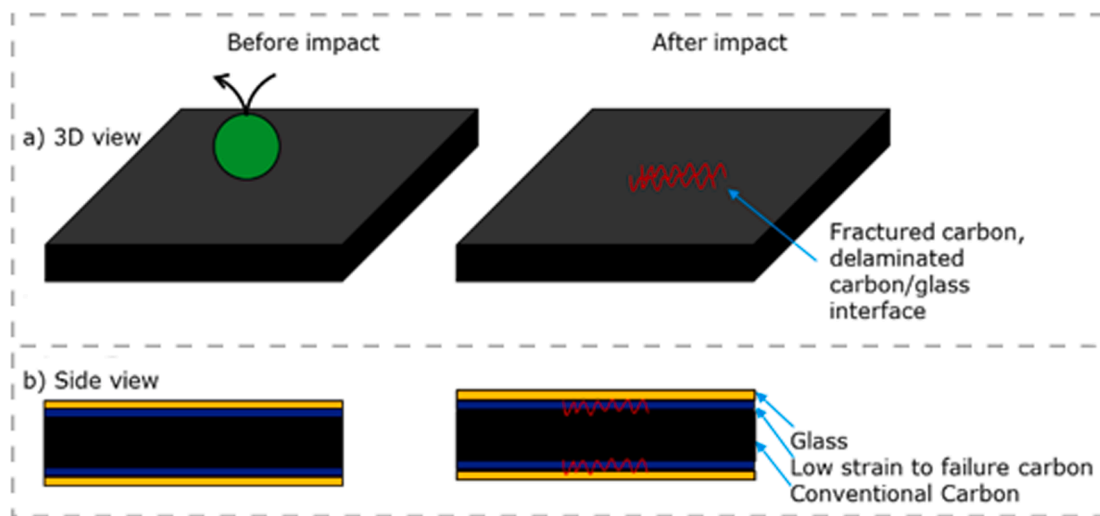 Before impact
After impact
a) 3D view
Fractured carbon,
delaminated
carbon/glass
interface
b) Side view
Glass
Low strain to failure carbon
Conventional Carbon